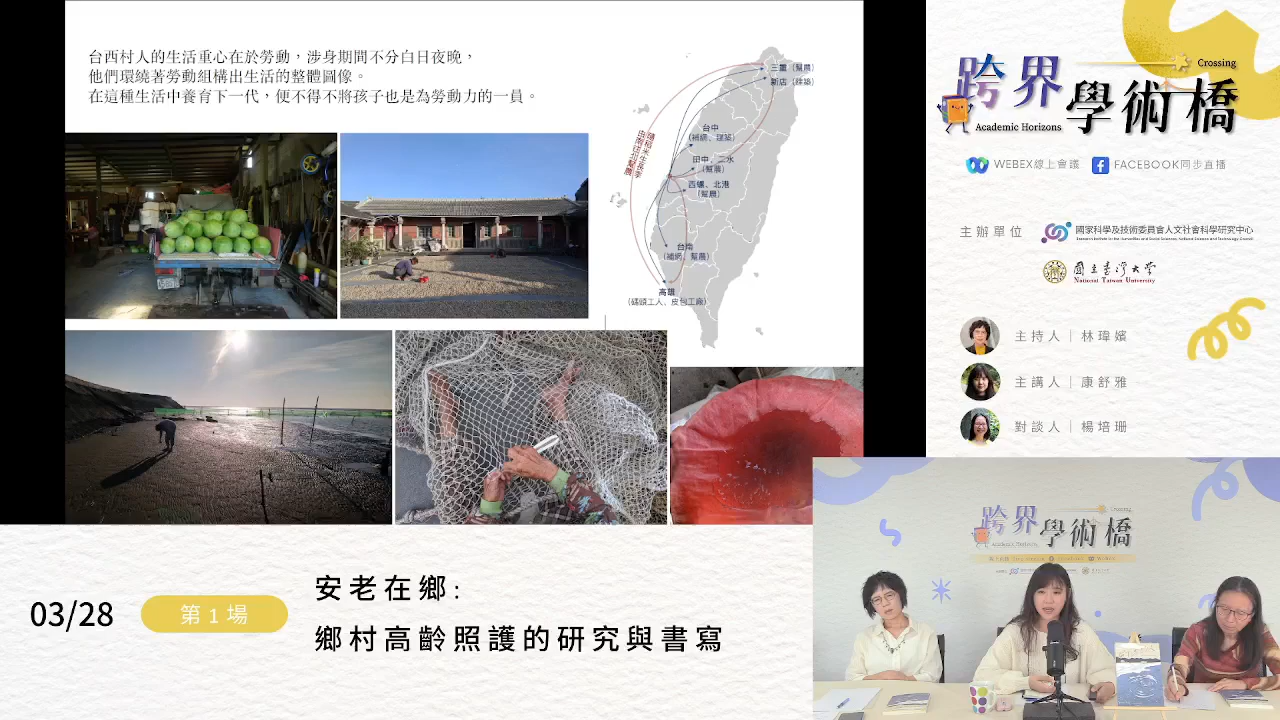 台西村人的生活重心在於勞動，涉身期間不分白日夜晚，
他們環繞著勞動組構出生活的整體圖像。
在這種生活中養育下一代，便不得不將孩子也是為勞動力的一員。
三重（幫農）
新店（建築）
台中
（補網、建築）
田中、二水
（幫農）
西螺、北港
（幫農）
台南
（補網、幫農）
高雄
（碼頭工人、皮包工廠）
跨界學術橋
Crossing
Academic Horizons
WEBEX線上會議
FACEBOOK同步直播
主辦單位
國家科學及技術委員會人文社會科學研究中心
國立臺灣大學
National Taiwan University
主持人｜林瑋嬪
主講人｜康舒雅
對談人｜楊培珊
跨界學術橋
03/28
第1場
安老在鄉:
鄉村高齡照護的研究與書寫